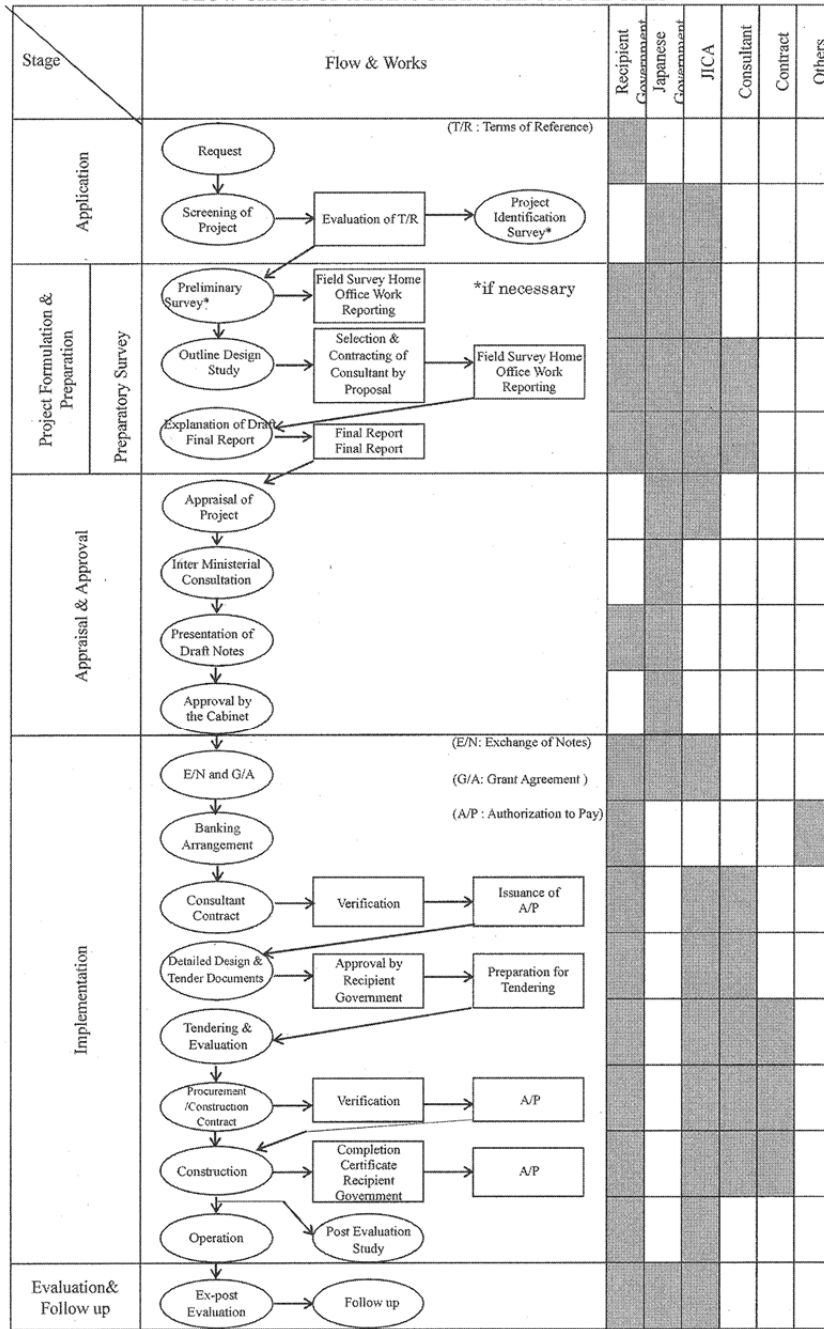 Stage
Flow & Works
Recipient
Government
Japanese
Government
JICA
Consultant
Contract
Others
Application
(T/R : Terms of Reference)
Request
Screening of
Project
Evaluation of T/R
Project
Identification
Survey*
Project Formulation &
Preparation
Preparatory Survey
Preliminary
Survey*
Field Survey Home
Office Work
Reporting
*if necessary
Outline Design
Study
Selection &
Contracting of
Consultant by
Proposal
Field Survey Home
Office Work
Reporting
Explanation of Draft
Final Report
Final Report
Final Report
Appraisal & Approval
Appraisal of
Project
Inter Ministerial
Consultation
Presentation of
Draft Notes
Approval by
the Cabinet
Implementation
(E/N: Exchange of Notes)
E/N and G/A
(G/A: Grant Agreement )
(A/P : Authorization to Pay)
Banking
Arrangement
Consultant
Contract
Verification
Issuance of
A/P
Detailed Design &
Tender Documents
Approval by
Recipient
Government
Preparation for
Tendering
Tendering &
Evaluation
Procurement
/Construction
Contract
Verification
A/P
Construction
Completion
Certificate
Recipient
Government
A/P
Operation
Post Evaluation
Study
Evaluation&
Follow up
Ex-post
Evaluation
Follow up